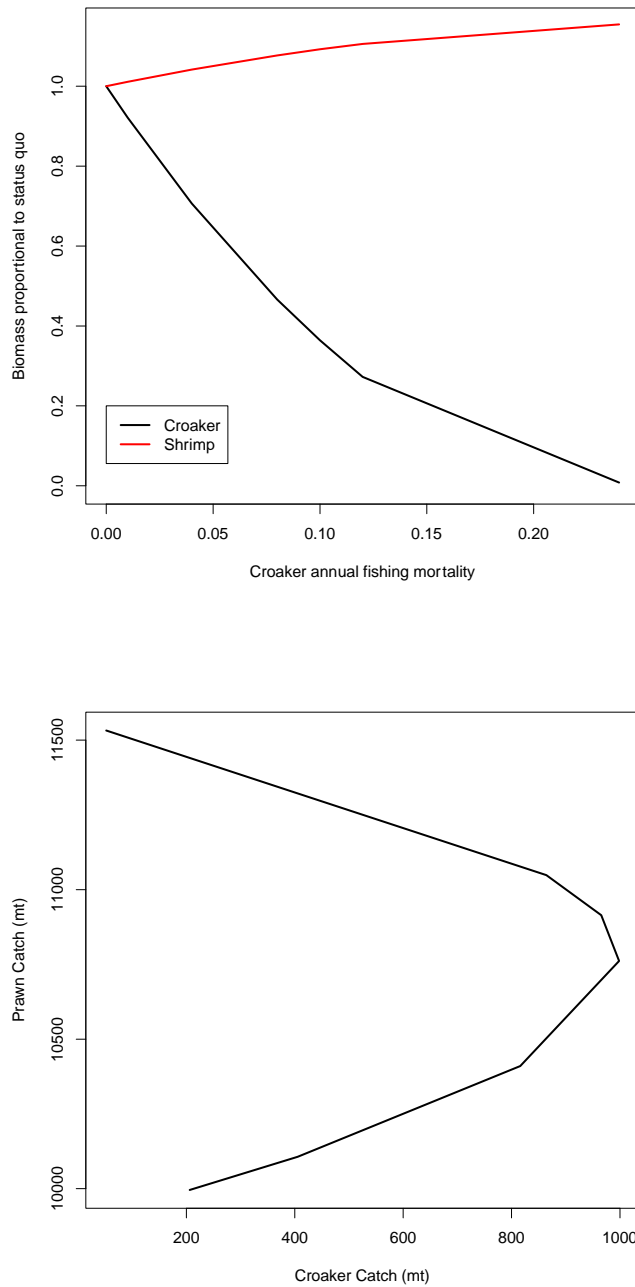 Biomass proportional to status quo
1.0
0.8
0.6
0.4
0.2
0.0
Croaker
Shrimp
0.00 0.05 0.10 0.15 0.20
Croaker annual fishing mortality
Prawn Catch (mt)
11500
11000
10500
10000
200 400 600 800 1000
Croaker Catch (mt)